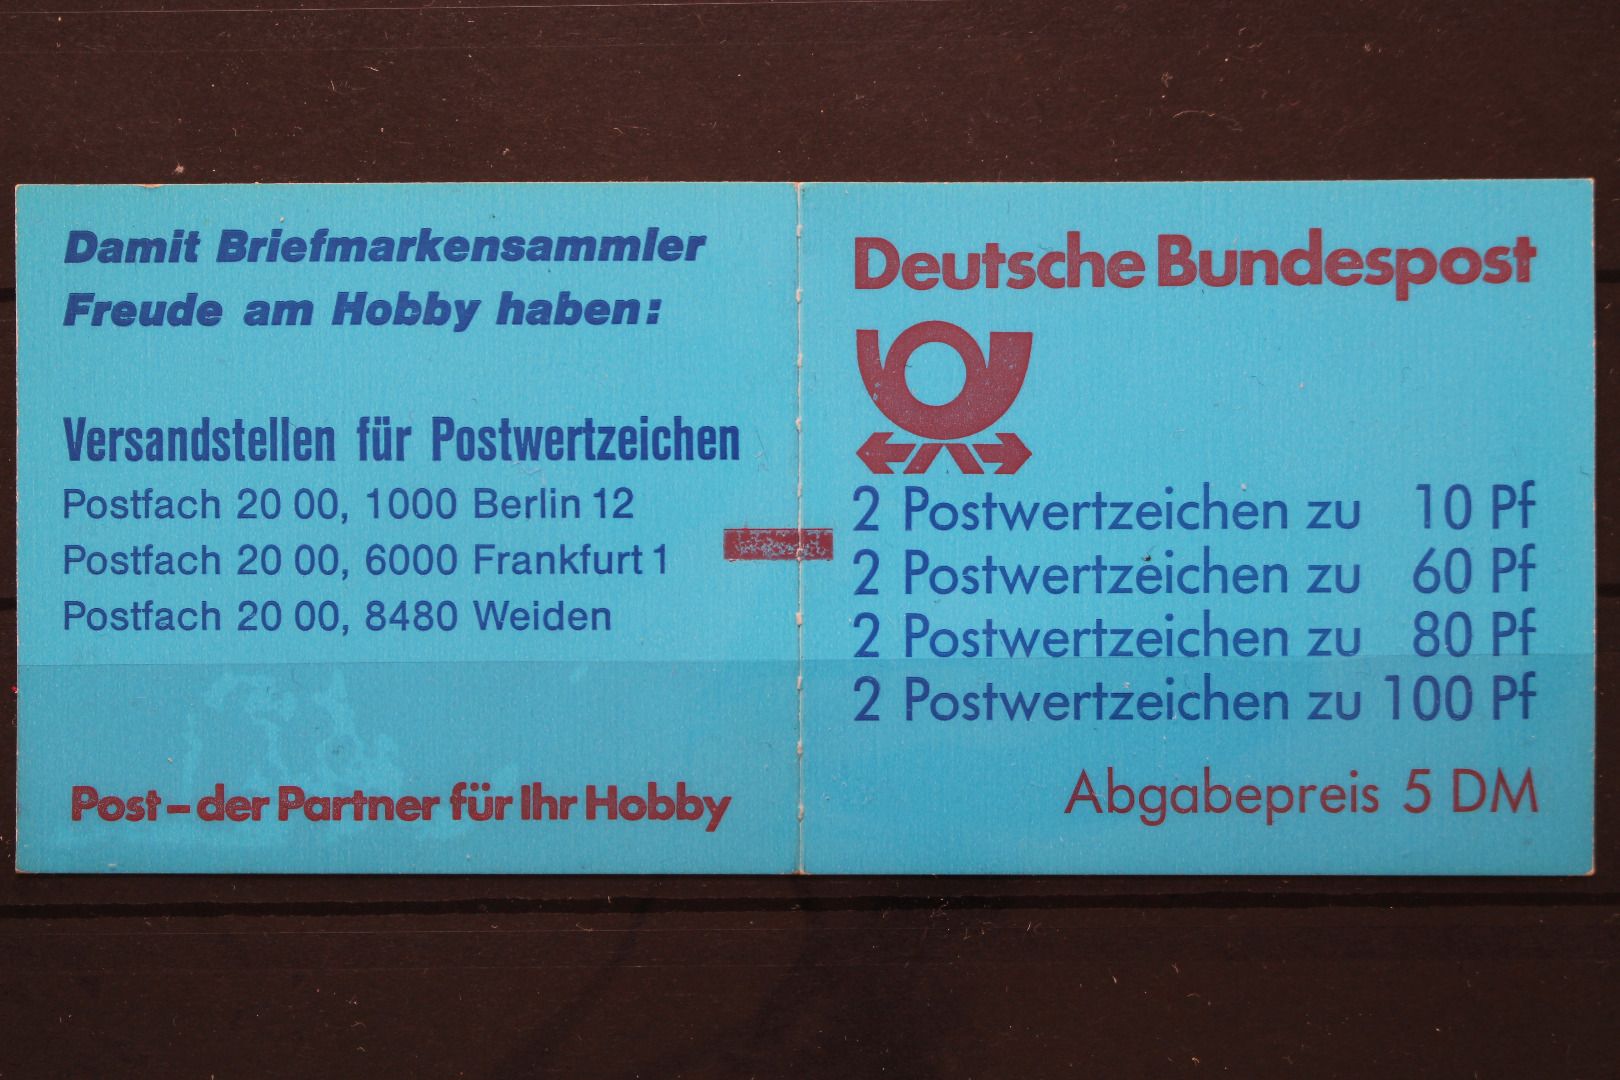 Damit Briefmarkensammler
Freude am Hobby haben:
Versandstellen für Postwertzeichen
Postfach 20 00, 1000 Berlin 12
Postfach 20 00, 6000 Frankfurt 1
Postfach 20 00, 8480 Weiden
Post – der Partner für Ihr Hobby
Deutsche Bundespost
2 Postwertzeichen zu 10 Pf
2 Postwertzeichen zu 60 Pf
2 Postwertzeichen zu 80 Pf
2 Postwertzeichen zu 100 Pf
Abgabepreis 5 DM